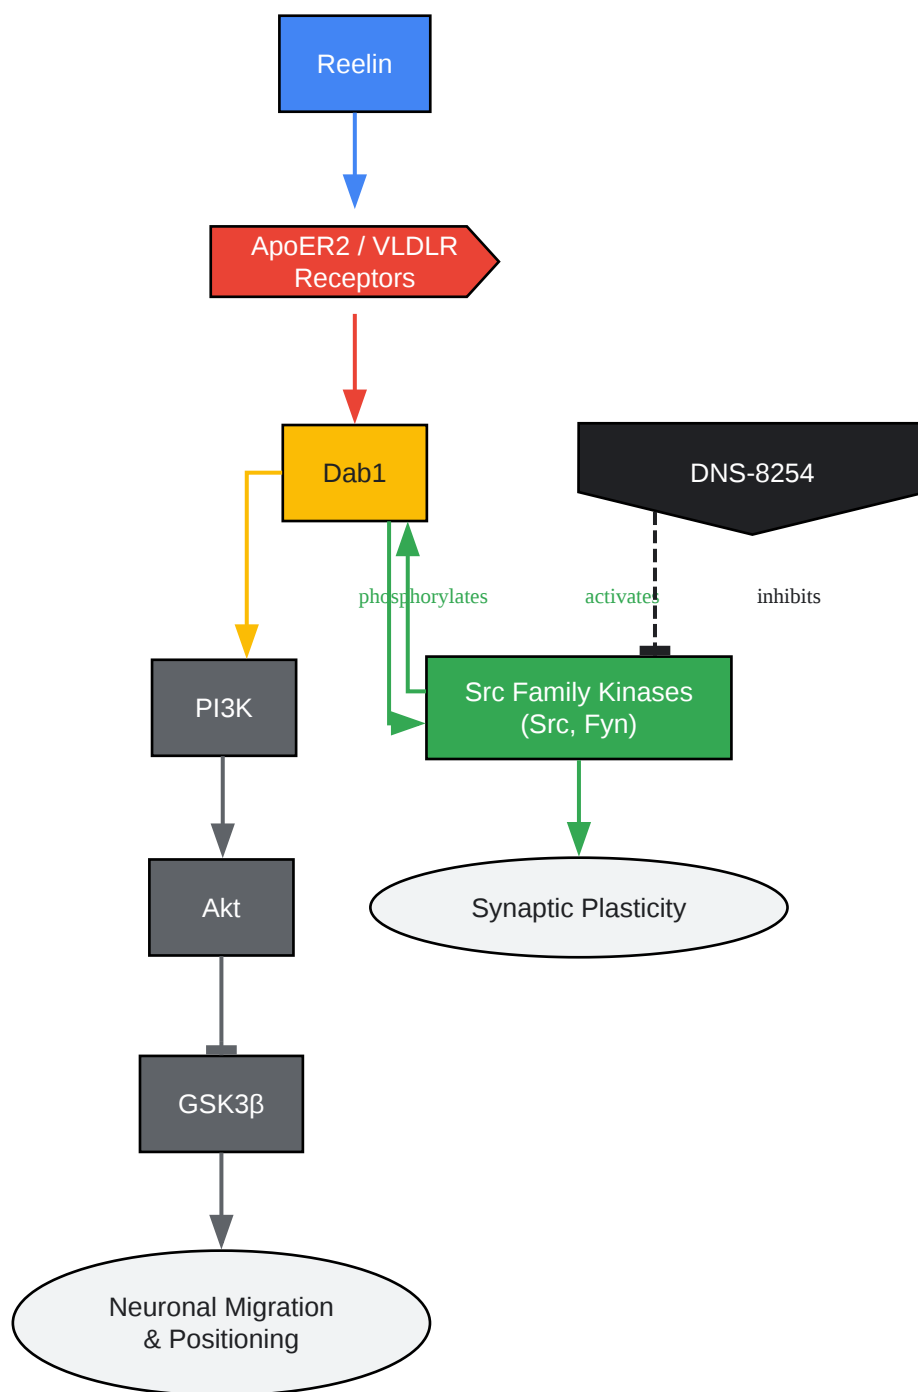 Reelin
ApoER2 / VLDLR
Receptors
Dab1
DNS-8254
phosphorylates
activates
inhibits
PI3K
Src Family Kinases
(Src, Fyn)
Akt
Synaptic Plasticity
GSK3β
Neuronal Migration
& Positioning